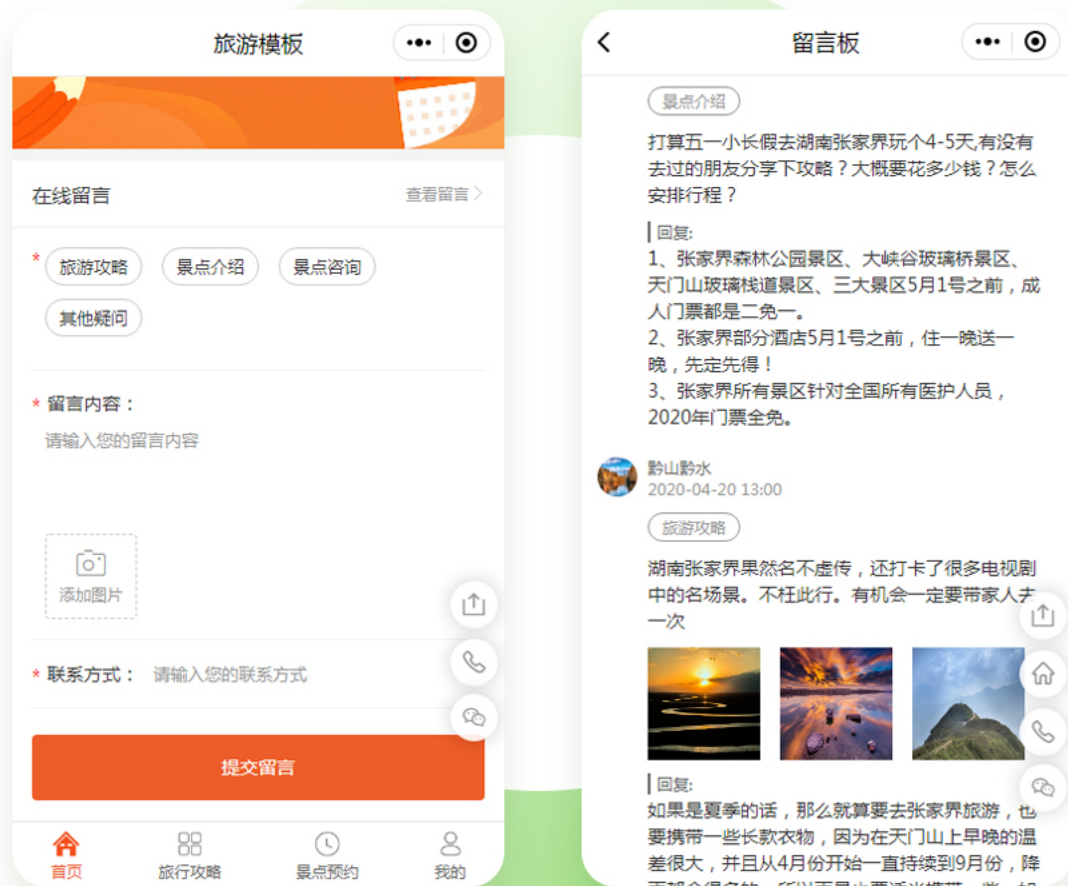 旅游模板
在线留言
查看留言
* 旅游攻略 景点介绍 景点咨询
其他疑问
* 留言内容：
请输入您的留言内容
添加图片
* 联系方式： 请输入您的联系方式
提交留言
首页 旅行攻略 景点预约 我的
留言板
景点介绍
打算五一小长假去湖南张家界玩个4-5天,有没有
去过的朋友分享下攻略？大概要花多少钱？怎么
安排行程？
回复:
1、张家界森林公园景区、大峡谷玻璃桥景区、
天门山玻璃栈道景区、三大景区5月1号之前，成
人门票都是二免一。
2、张家界部分酒店5月1号之前，住一晚送一
晚，先定先得！
3、张家界所有景区针对全国所有医护人员，
2020年门票全免。
黔山黔水
2020-04-20 13:00
旅游攻略
湖南张家界果然名不虚传，还打卡了很多电视剧
中的名场景。不枉此行。有机会一定要带家人去
一次
回复:
如果是夏季的话，那么就算要去张家界旅游，也
要携带一些长款衣物，因为在天门山上早晚的温
差很大，并且从4月份开始一直持续到9月份，降